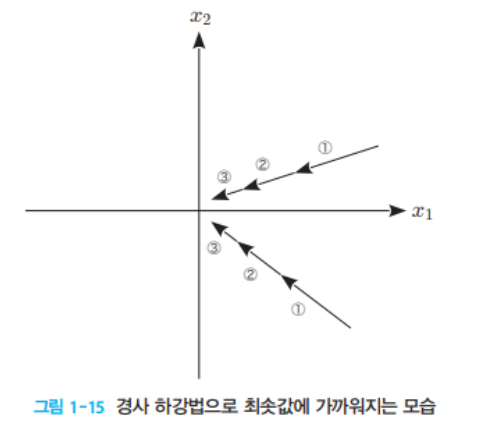 x₂
①
②
③
x₁
③
②
①
그림 1-15 경사 하강법으로 최솟값에 가까워지는 모습